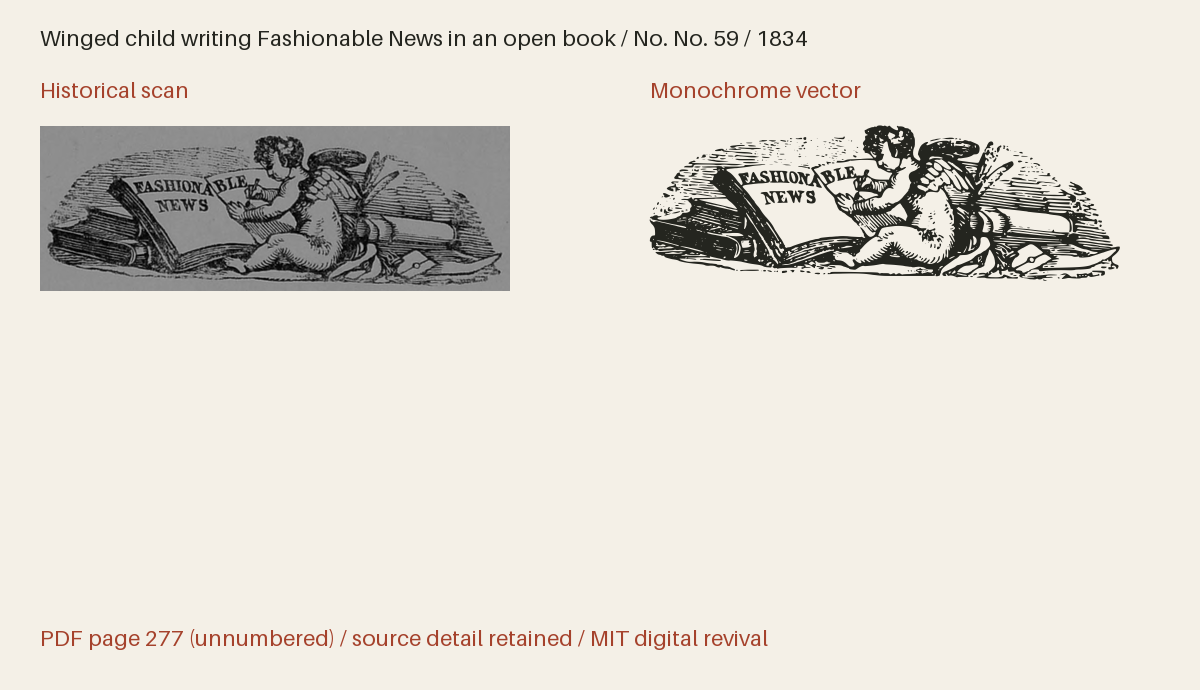 Winged child writing Fashionable News in an open book / No. No. 59 / 1834
Historical scan
Monochrome vector
FASHIONABLE
NEWS
FASHIONABLE
NEWS
PDF page 277 (unnumbered) / source detail retained / MIT digital revival